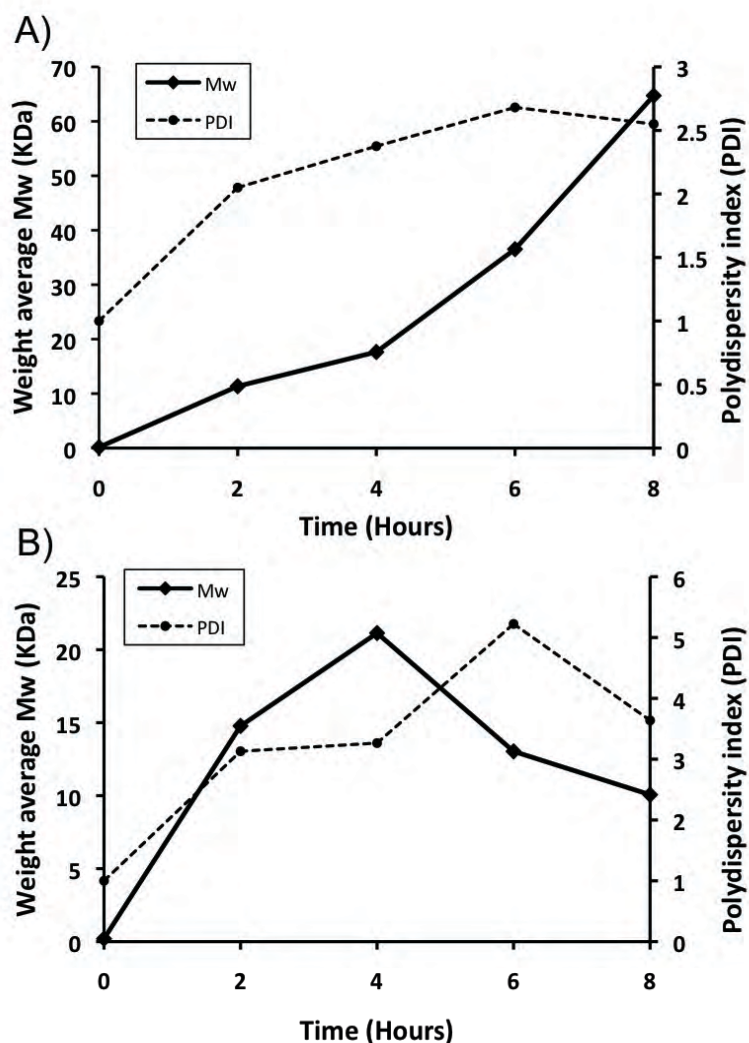 A)
Weight average Mw (KDa)
70
60
50
40
30
20
10
0
Mw
PDI
3
2.5
2
1.5
1
0.5
0
Polydispersity index (PDI)
0 2 4 6 8
Time (Hours)
B)
Weight average Mw (KDa)
25
20
15
10
5
0
Mw
PDI
6
5
4
3
2
1
0
Polydispersity index (PDI)
0 2 4 6 8
Time (Hours)